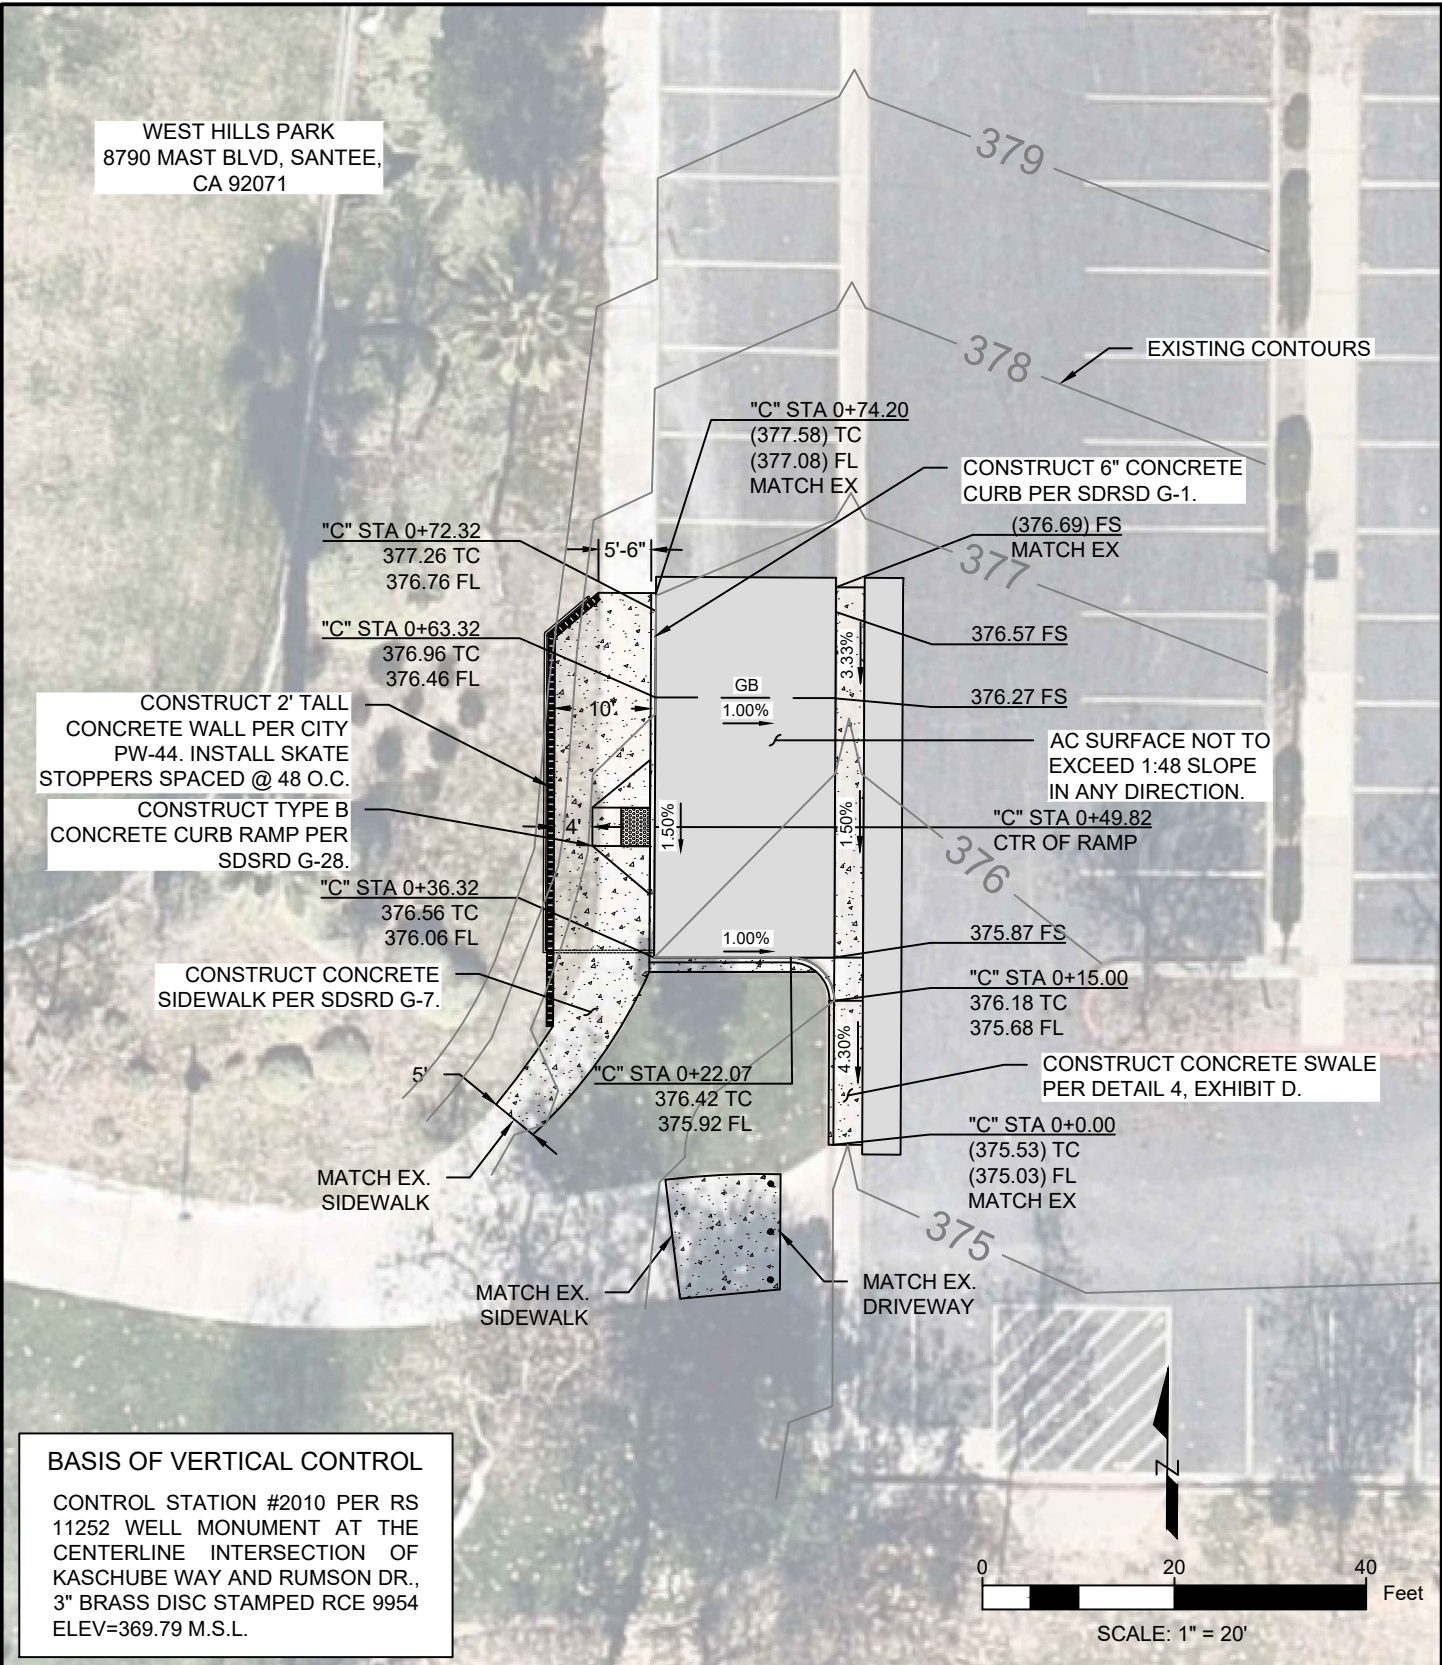 WEST HILLS PARK
8790 MAST BLVD, SANTEE,
CA 92071
379
378
EXISTING CONTOURS
"C" STA 0+74.20
(377.58) TC
(377.08) FL
MATCH EX
CONSTRUCT 6" CONCRETE
CURB PER SDRSD G-1.
(376.69) FS
MATCH EX
377
"C" STA 0+72.32
377.26 TC
376.76 FL
5'-6"
"C" STA 0+63.32
376.96 TC
376.46 FL
3.33%
376.57 FS
376.27 FS
GB
1.00%
10'
CONSTRUCT 2' TALL
CONCRETE WALL PER CITY
PW-44. INSTALL SKATE
STOPPERS SPACED @ 48 O.C.
AC SURFACE NOT TO
EXCEED 1:48 SLOPE
IN ANY DIRECTION.
CONSTRUCT TYPE B
CONCRETE CURB RAMP PER
SDSRD G-28.
4'
1.50%
1.50%
"C" STA 0+49.82
CTR OF RAMP
376
"C" STA 0+36.32
376.56 TC
376.06 FL
1.00%
375.87 FS
CONSTRUCT CONCRETE
SIDEWALK PER SDSRD G-7.
"C" STA 0+15.00
376.18 TC
375.68 FL
4.30%
5'
"C" STA 0+22.07
376.42 TC
375.92 FL
CONSTRUCT CONCRETE SWALE
PER DETAIL 4, EXHIBIT D.
"C" STA 0+0.00
(375.53) TC
(375.03) FL
MATCH EX
MATCH EX.
SIDEWALK
375
MATCH EX.
SIDEWALK
MATCH EX.
DRIVEWAY
BASIS OF VERTICAL CONTROL
CONTROL STATION #2010 PER RS
11252 WELL MONUMENT AT THE
CENTERLINE INTERSECTION OF
KASCHUBE WAY AND RUMSON DR.,
3" BRASS DISC STAMPED RCE 9954
ELEV=369.79 M.S.L.
Z
0 20 40
Feet
SCALE: 1" = 20'